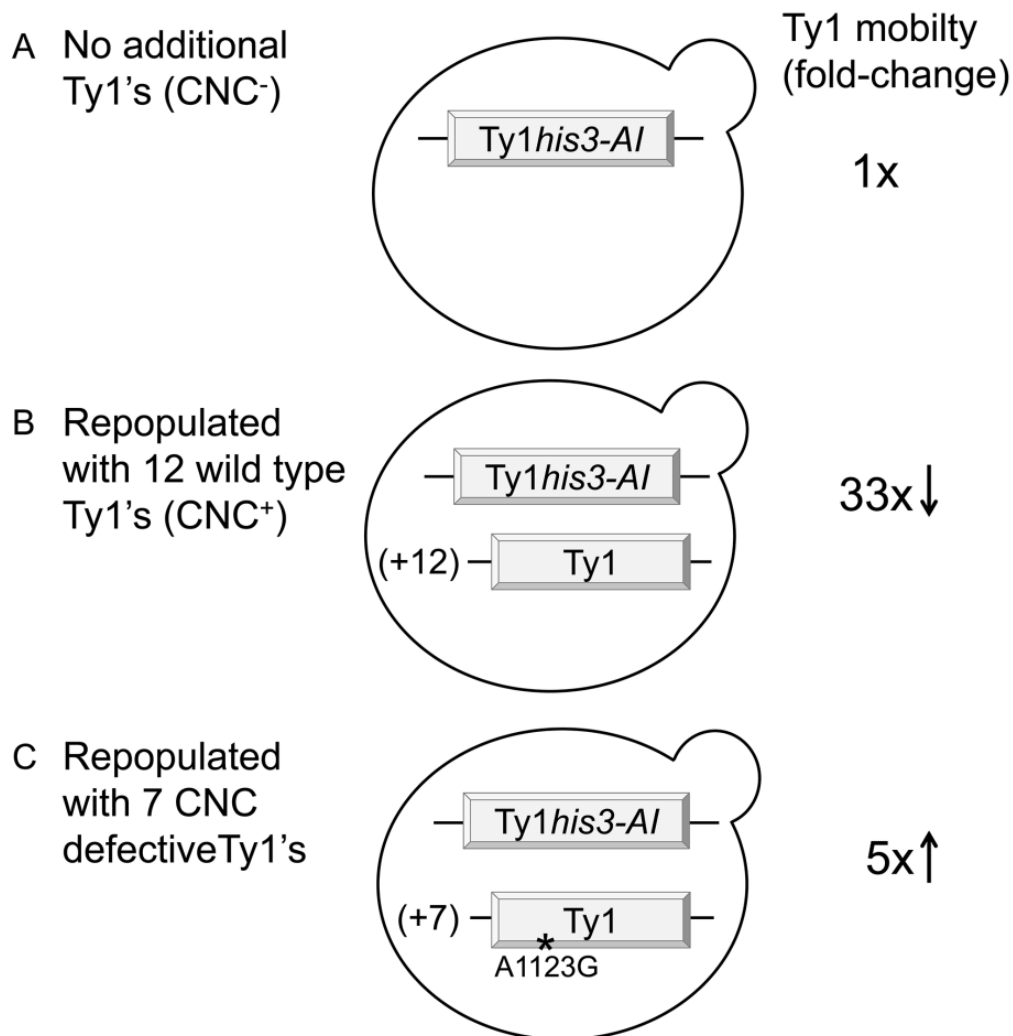 A No additional
Ty1's (CNC⁻)
Ty1his3-AI
Ty1 mobilty
(fold-change)
1x
B Repopulated
with 12 wild type
Ty1's (CNC⁺)
Ty1his3-AI
(+12)
Ty1
33x↓
C Repopulated
with 7 CNC
defectiveTy1's
Ty1his3-AI
(+7)
Ty1
*
A1123G
5x↑